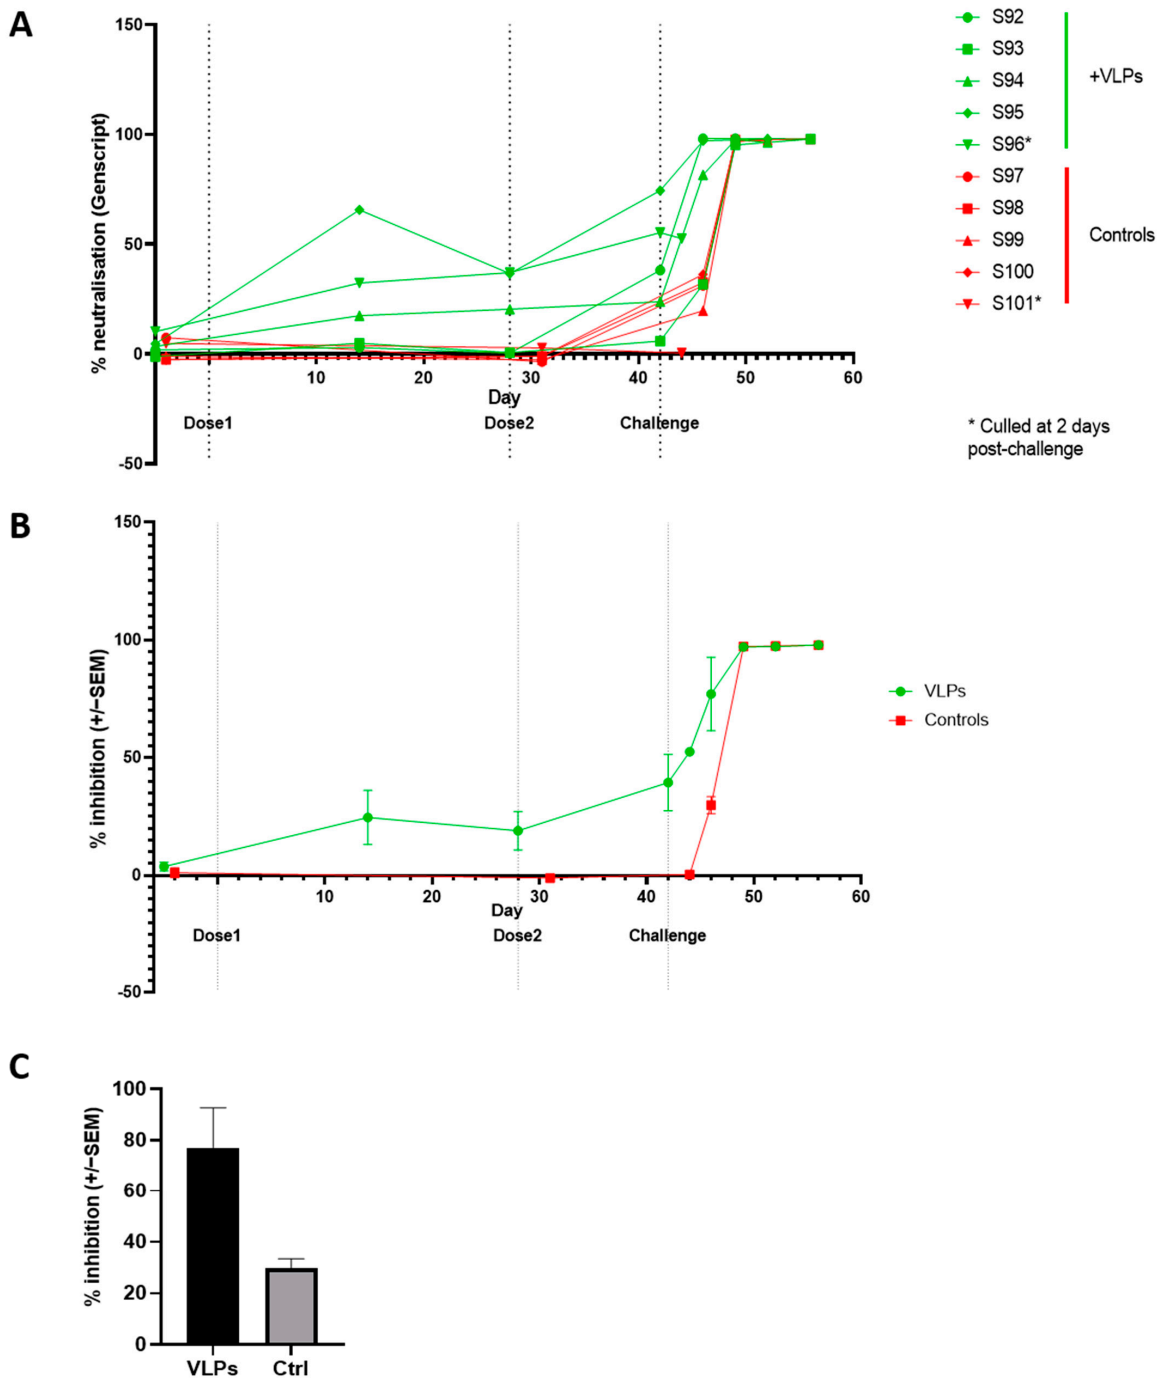 A
150
100
50
0
-50
% neutralisation (Genscript)
10 20 30 40 50 60
Day
Dose1 Dose2 Challenge
S92
S93
S94
S95
S96*
+VLPs
S97
S98
S99
S100
S101*
Controls
* Culled at 2 days
post-challenge
B
150
100
50
0
-50
% inhibition (+/−SEM)
10 20 30 40 50 60
Day
Dose1 Dose2 Challenge
VLPs
Controls
C
100
80
60
40
20
0
% inhibition (+/−SEM)
VLPs Ctrl